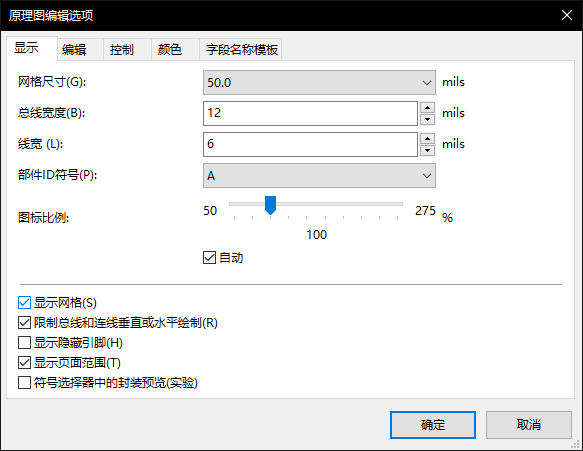 原理图编辑选项
显示 编辑 控制 颜色 字段名称模板
网格尺寸(G): 50.0 mils
总线宽度(B): 12 mils
线宽 (L): 6 mils
部件ID符号(P): A
图标比例: 50 275 %
100
自动
显示网格(S)
限制总线和连线垂直或水平绘制(R)
显示隐藏引脚(H)
显示页面范围(T)
符号选择器中的封装预览(实验)
确定 取消